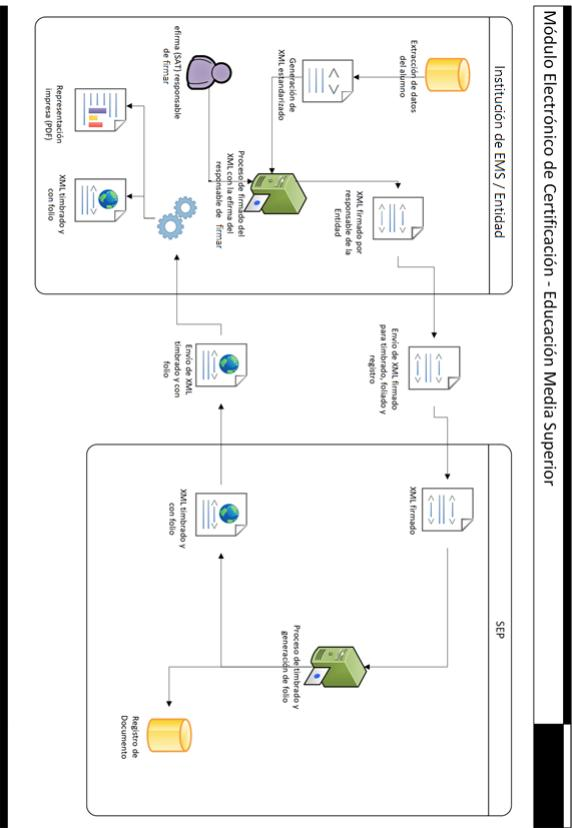 Módulo Electrónico de Certificación - Educación Media Superior
Institución de EMS / Entidad
Extracción de datos
del alumno
Generación de
XML estandarizado
efirma (SAT) responsable
de firmar
XML firmado por
responsable de la
Entidad
Proceso de firmado del
XML con la efirma del
responsable de firmar
Representación
impresa (PDF)
XML timbrado y
con folio
Envio de XML firmado
para timbrado, foliado y
registro
Envio de XML
timbrado y con
folio
SEP
XML firmado
XML timbrado y
con folio
Proceso de timbrado y
generación de folio
Registro de
Documento